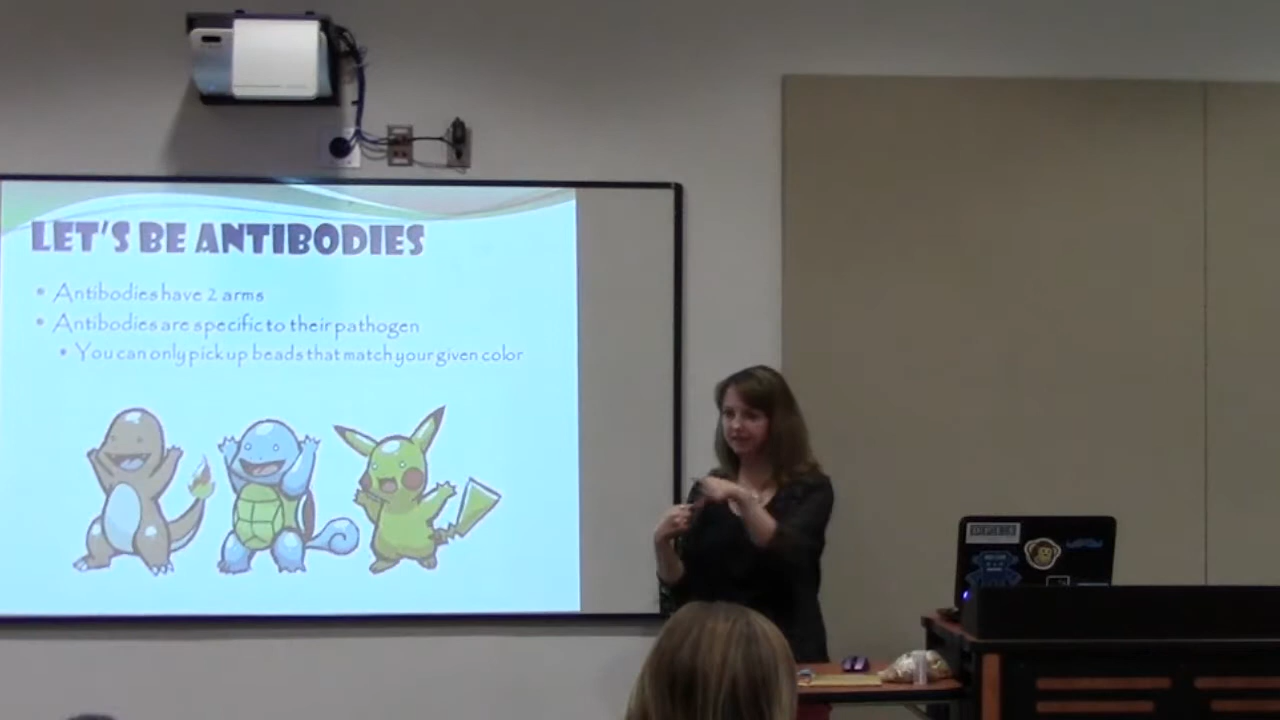 LET'S BE ANTIBODIES
• Antibodies have 2 arms
• Antibodies are specific to their pathogen
• You can only pick up beads that match your given color